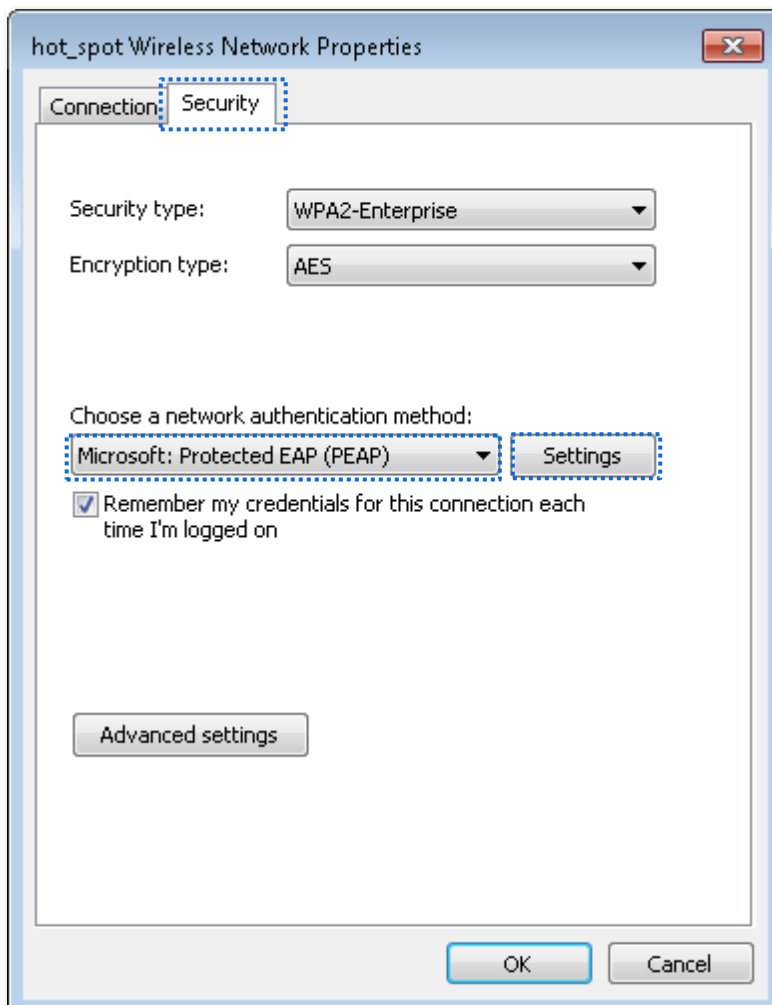 hot_spot Wireless Network Properties
Connection
Security
Security type:
WPA2-Enterprise
Encryption type:
AES
Choose a network authentication method:
Microsoft: Protected EAP (PEAP)
Settings
Remember my credentials for this connection each
time I'm logged on
Advanced settings
OK
Cancel